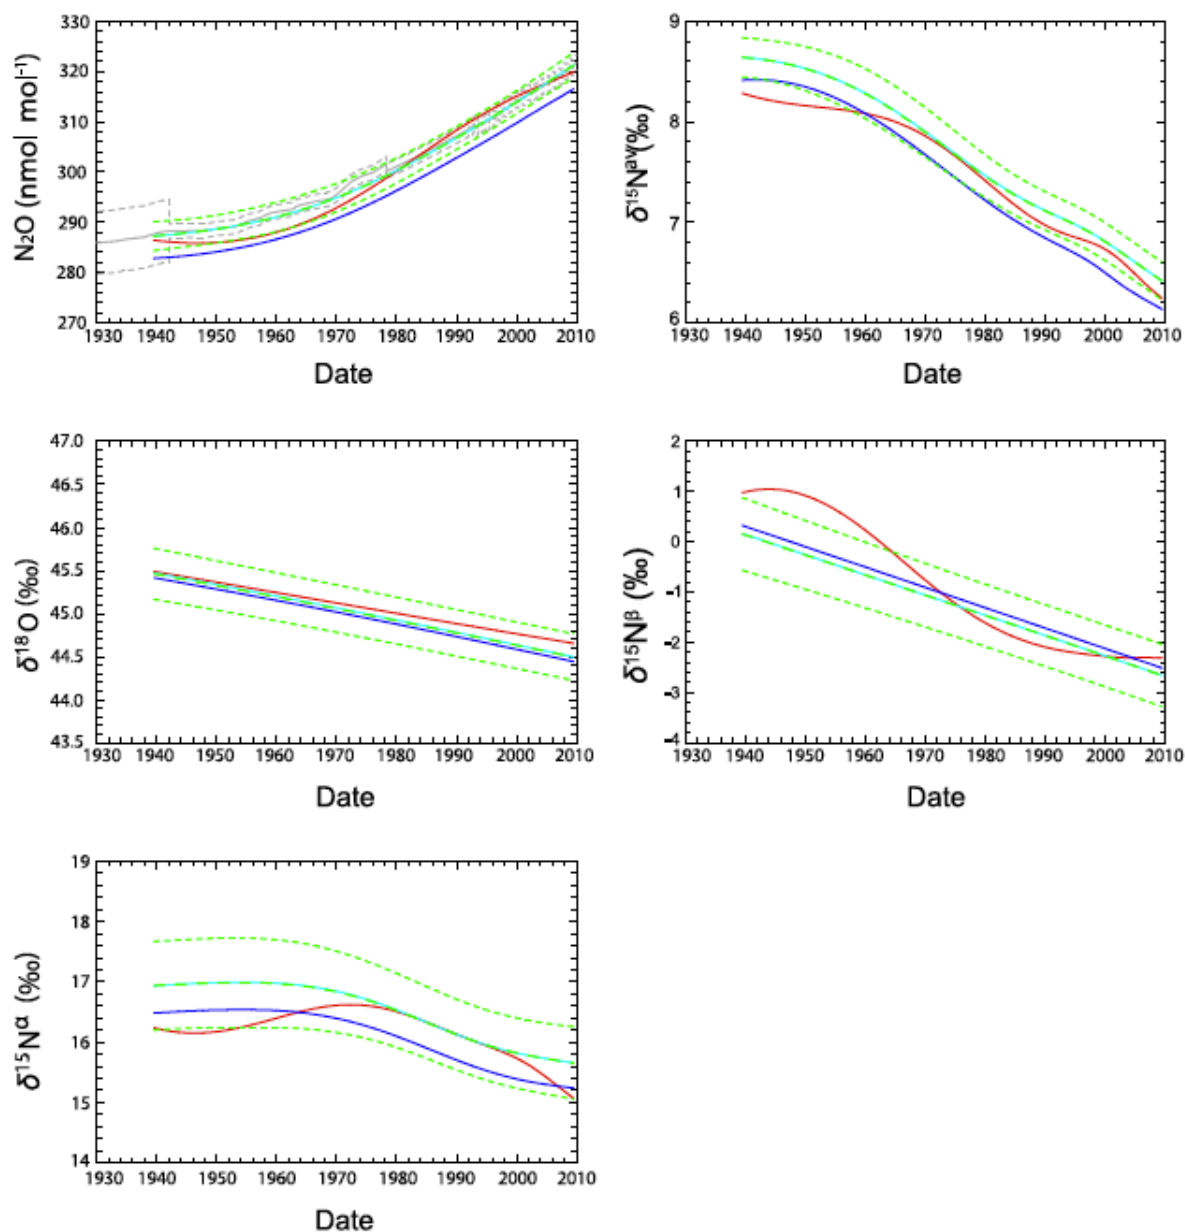 330
320
310
300
290
280
270
N₂O (nmol mol⁻¹)
1930 1940 1950 1960 1970 1980 1990 2000 2010
Date
9
8
7
6
δ¹⁵Nᵃᵛ(‰)
1930 1940 1950 1960 1970 1980 1990 2000 2010
Date
47.0
46.5
46.0
45.5
45.0
44.5
44.0
43.5
δ¹⁸O (‰)
1930 1940 1950 1960 1970 1980 1990 2000 2010
Date
2
1
0
-1
-2
-3
-4
δ¹⁵Nᵝ (‰)
1930 1940 1950 1960 1970 1980 1990 2000 2010
Date
19
18
17
16
15
14
δ¹⁵Nᵅ (‰)
1930 1940 1950 1960 1970 1980 1990 2000 2010
Date